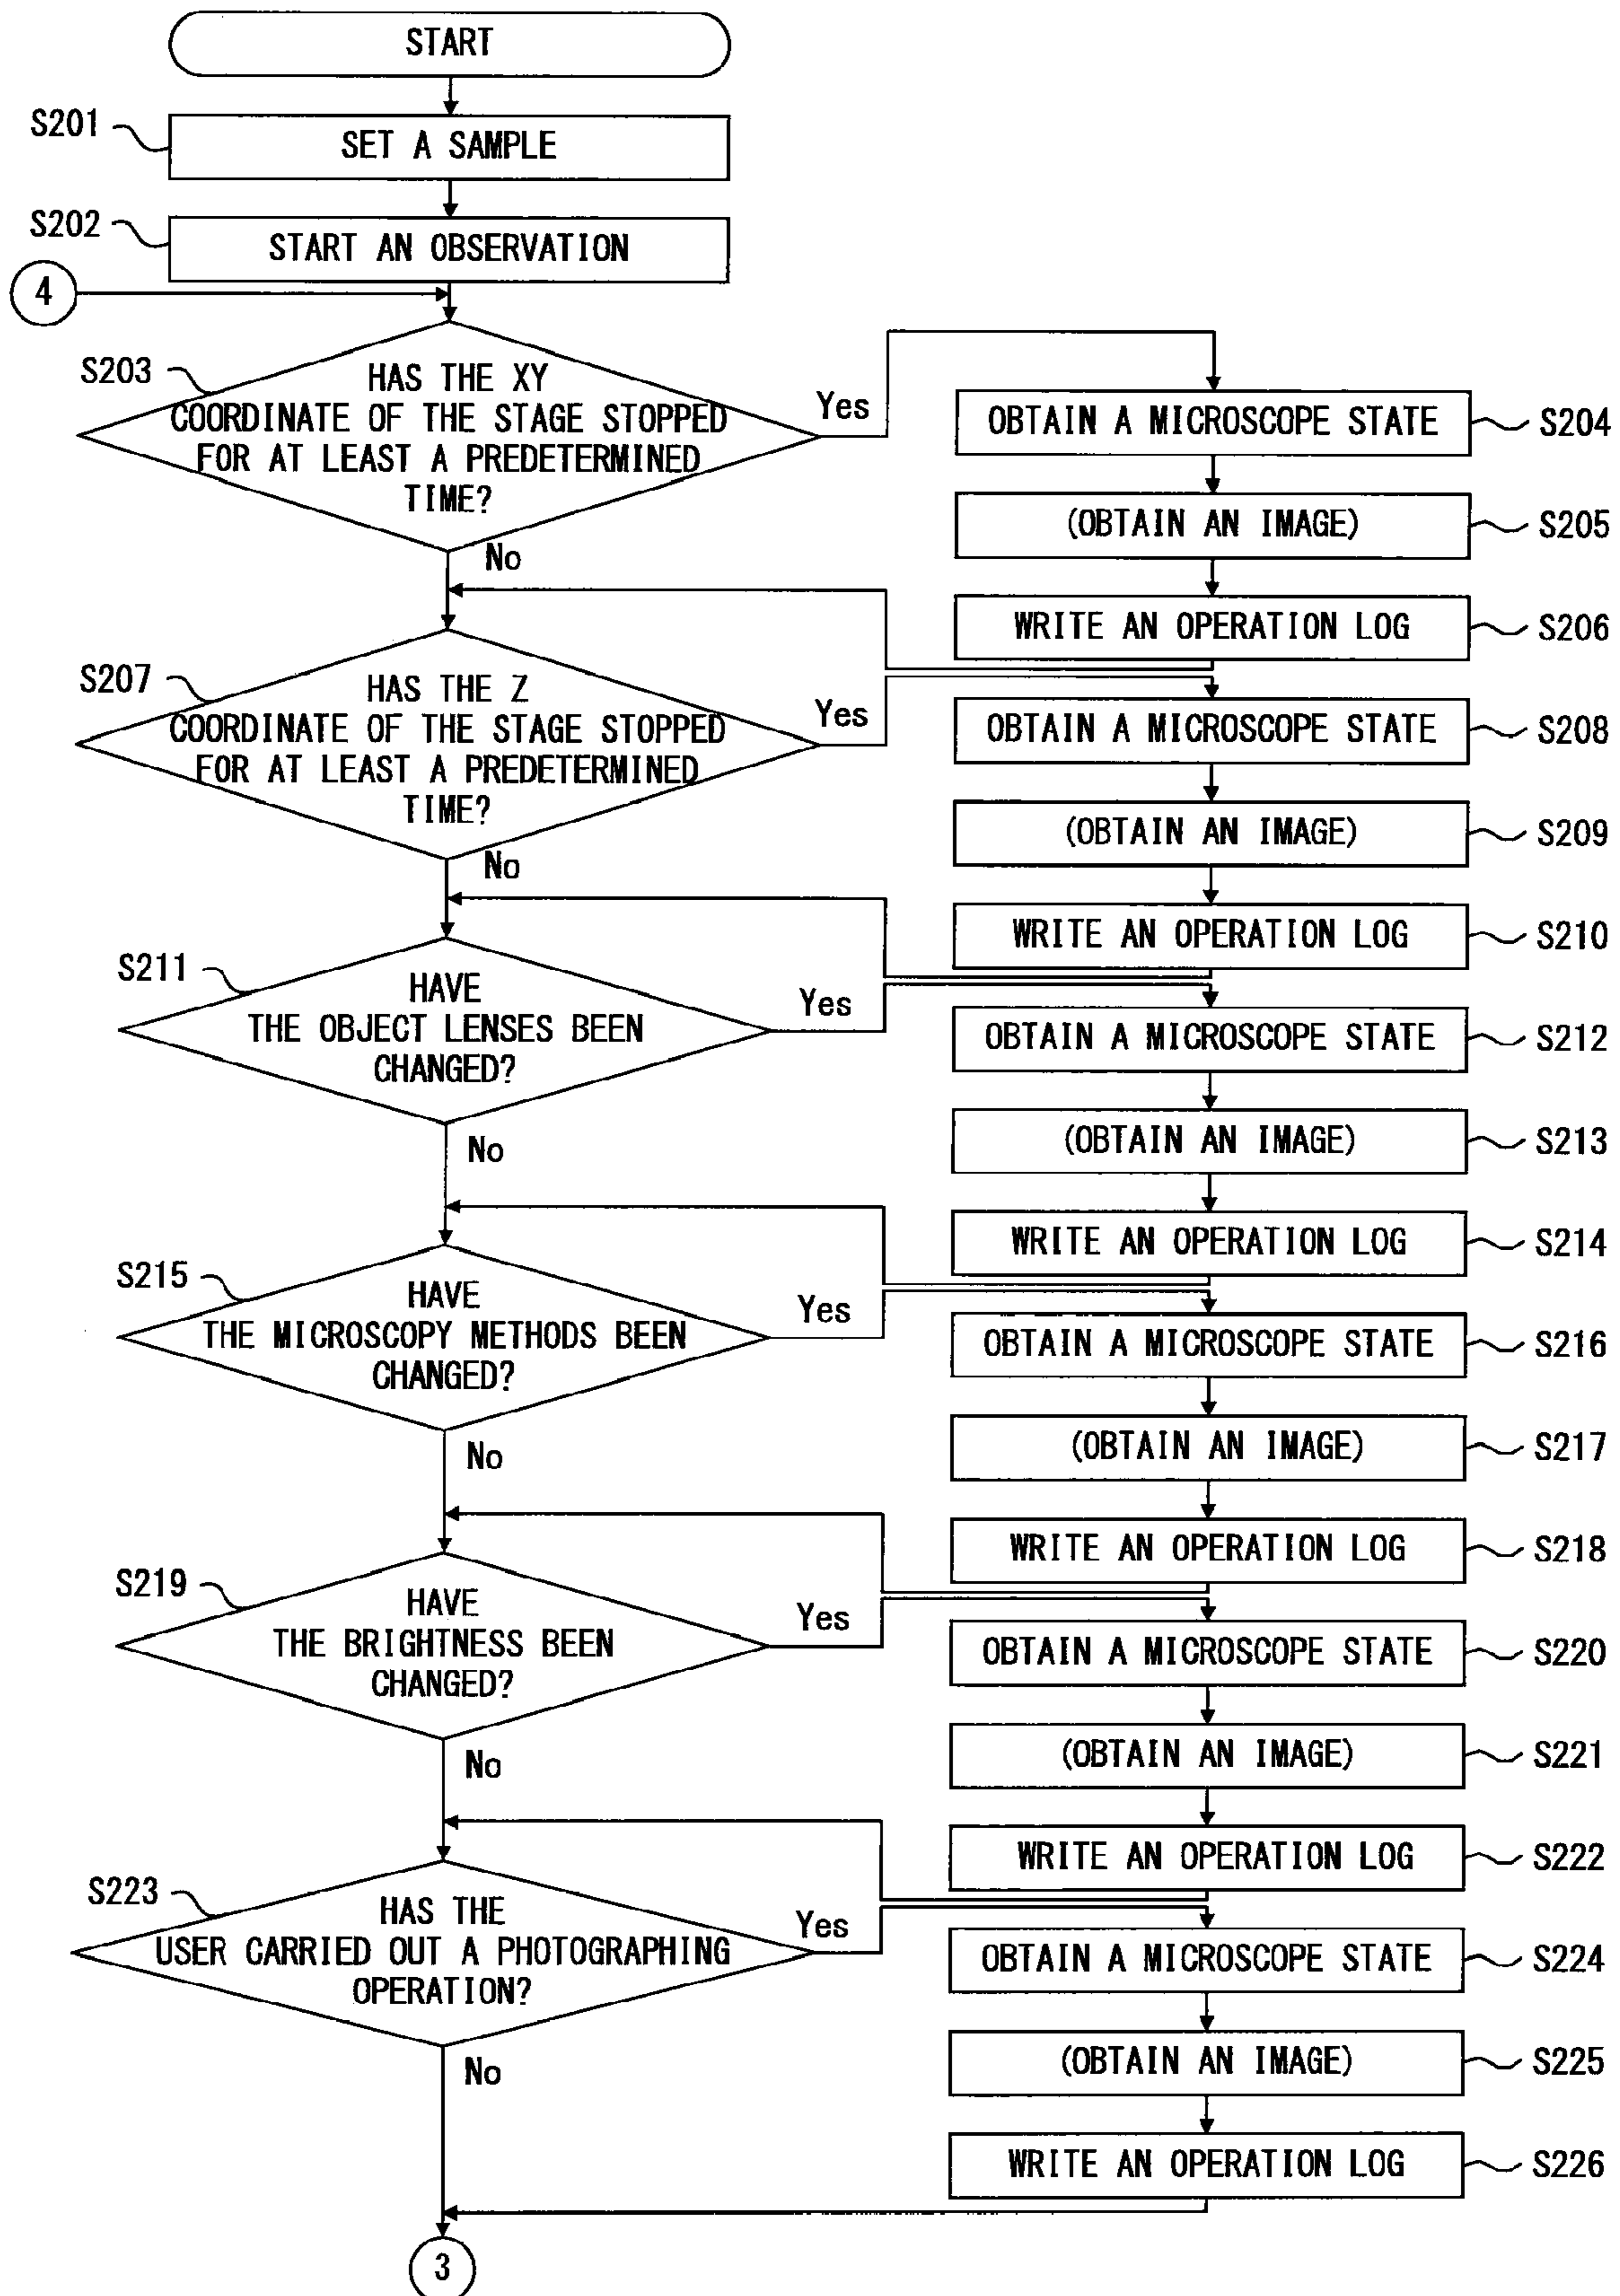 START
S201
SET A SAMPLE
S202
START AN OBSERVATION
4
S203
HAS THE XY
COORDINATE OF THE STAGE STOPPED
FOR AT LEAST A PREDETERMINED
TIME?
Yes
No
OBTAIN A MICROSCOPE STATE
S204
(OBTAIN AN IMAGE)
S205
WRITE AN OPERATION LOG
S206
S207
HAS THE Z
COORDINATE OF THE STAGE STOPPED
FOR AT LEAST A PREDETERMINED
TIME?
Yes
No
OBTAIN A MICROSCOPE STATE
S208
(OBTAIN AN IMAGE)
S209
WRITE AN OPERATION LOG
S210
S211
HAVE
THE OBJECT LENSES BEEN
CHANGED?
Yes
No
OBTAIN A MICROSCOPE STATE
S212
(OBTAIN AN IMAGE)
S213
WRITE AN OPERATION LOG
S214
S215
HAVE
THE MICROSCOPY METHODS BEEN
CHANGED?
Yes
No
OBTAIN A MICROSCOPE STATE
S216
(OBTAIN AN IMAGE)
S217
WRITE AN OPERATION LOG
S218
S219
HAVE
THE BRIGHTNESS BEEN
CHANGED?
Yes
No
OBTAIN A MICROSCOPE STATE
S220
(OBTAIN AN IMAGE)
S221
WRITE AN OPERATION LOG
S222
S223
HAS THE
USER CARRIED OUT A PHOTOGRAPHING
OPERATION?
Yes
No
OBTAIN A MICROSCOPE STATE
S224
(OBTAIN AN IMAGE)
S225
WRITE AN OPERATION LOG
S226
3